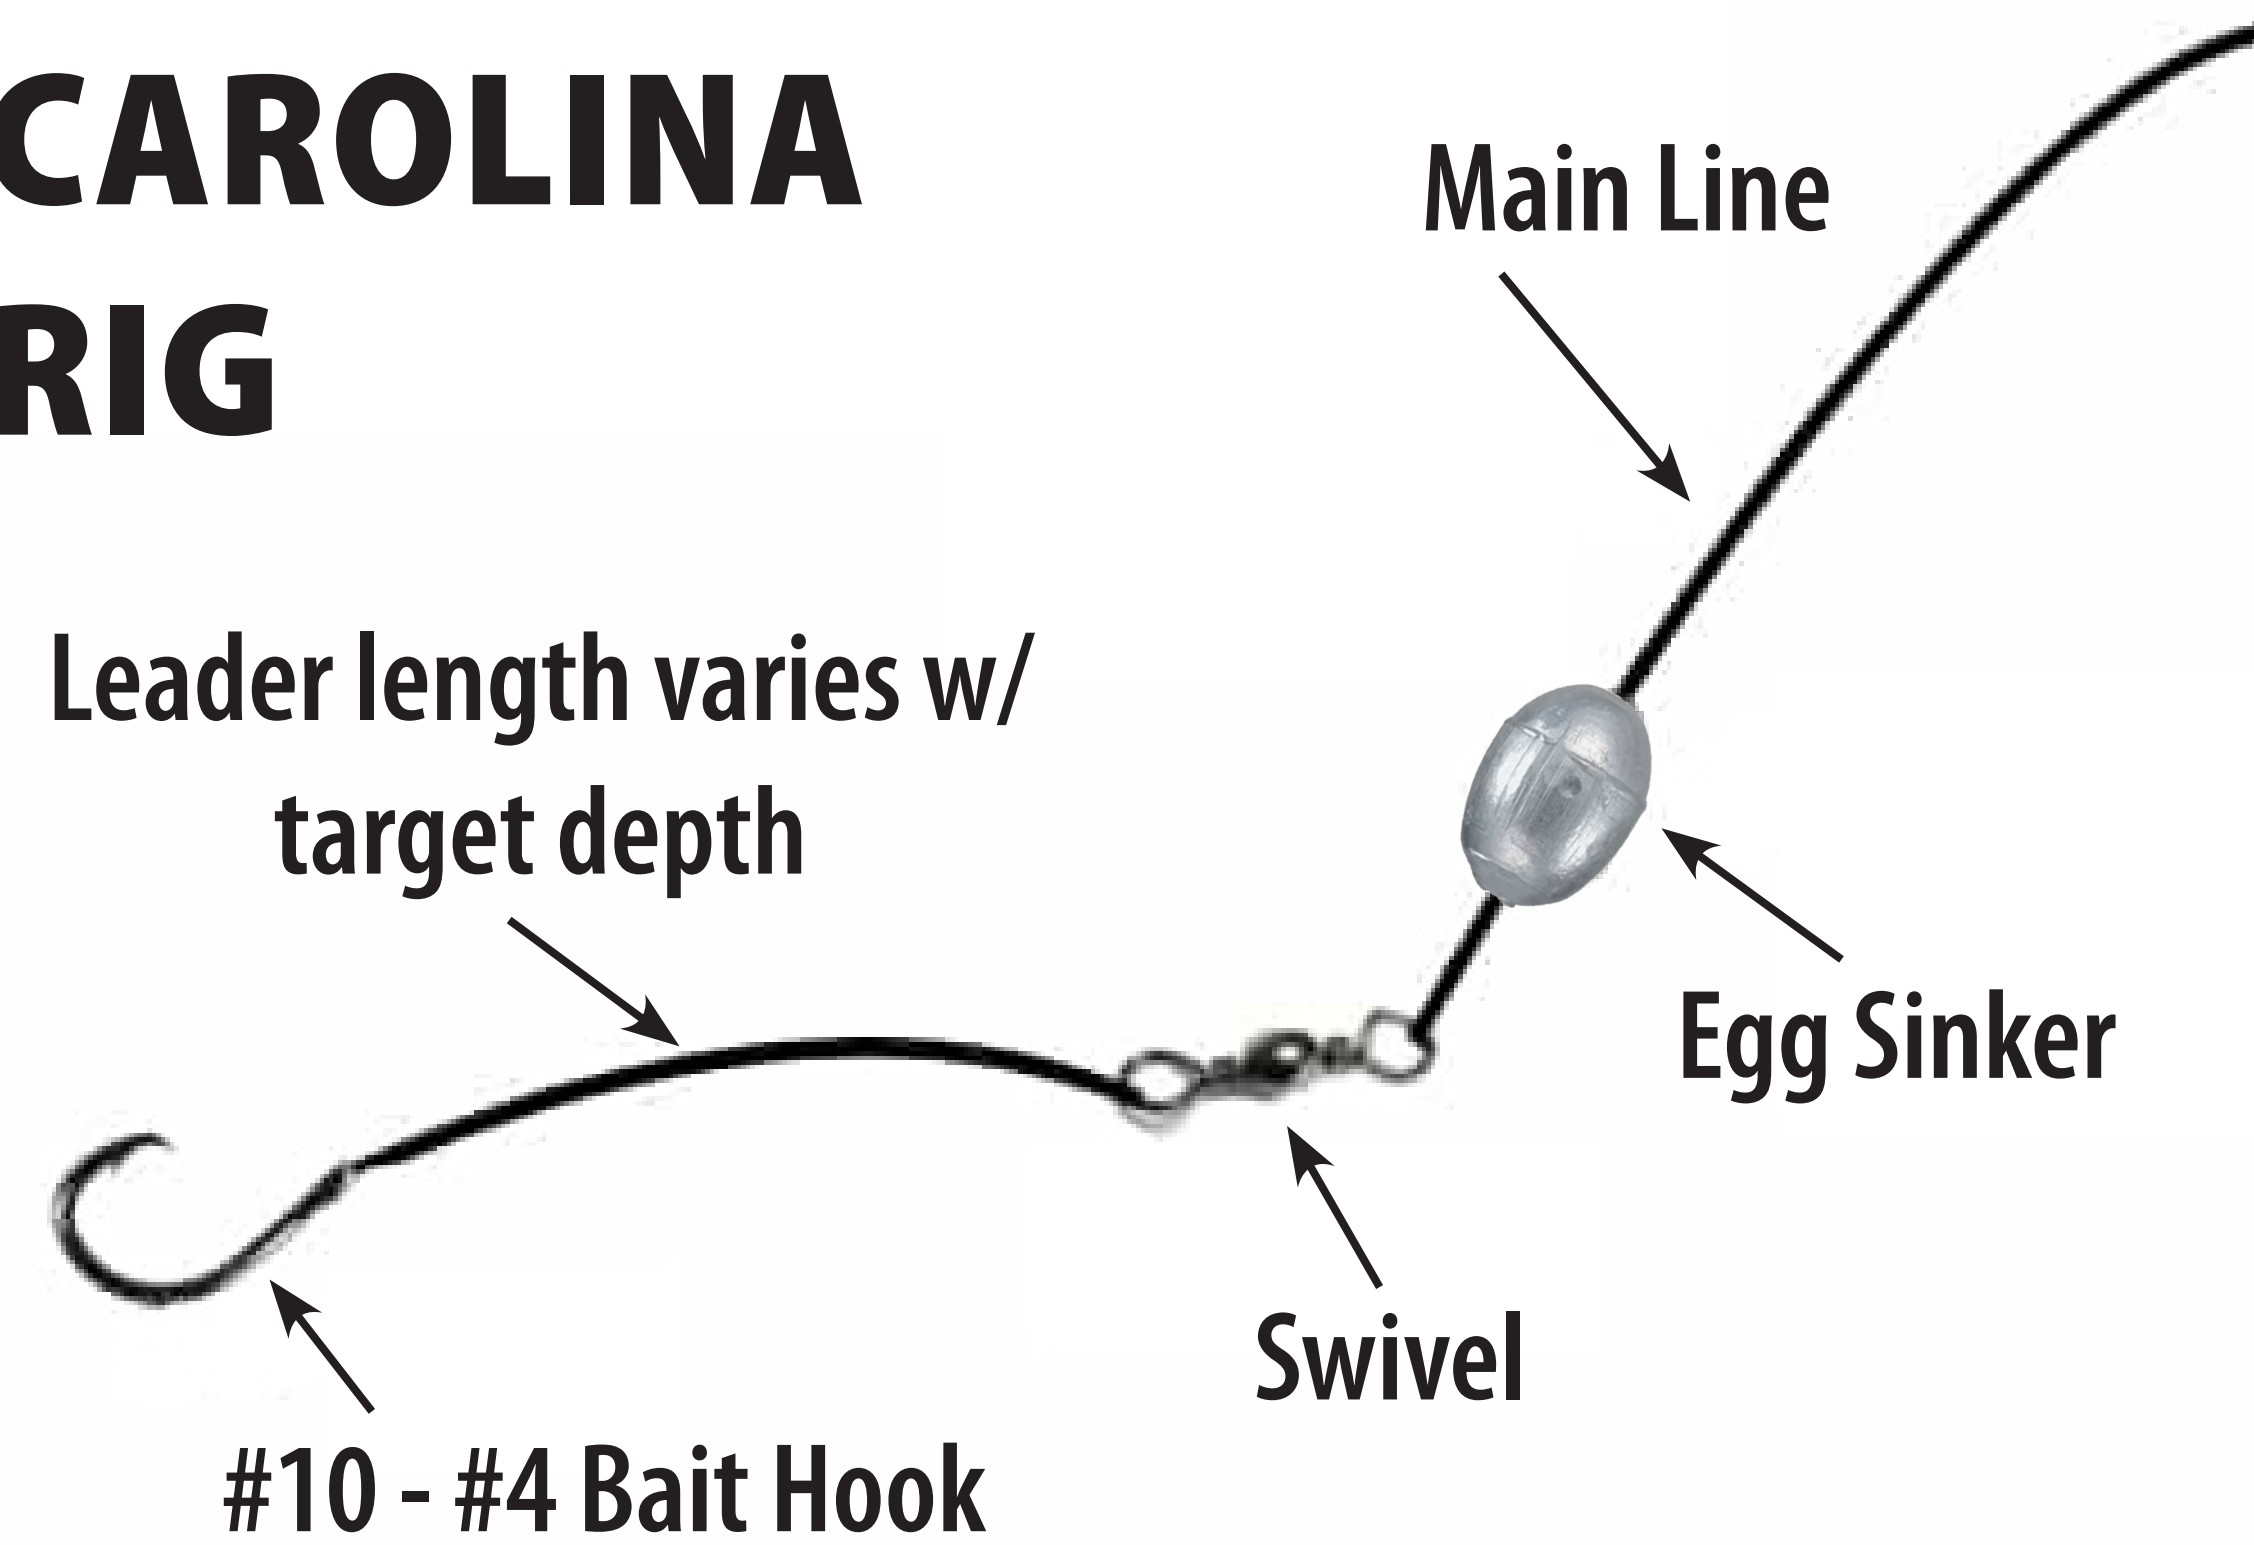 CAROLINA
RIG
Main Line
Leader length varies w/
target depth
Egg Sinker
Swivel
#10 - #4 Bait Hook